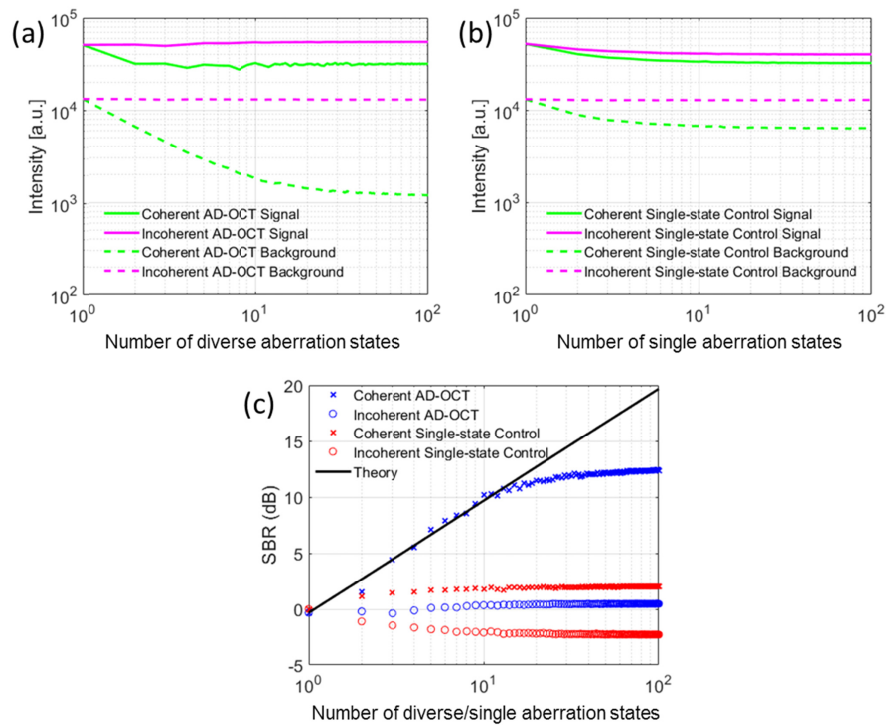 (a)
10^5
10^4
10^3
10^2
Intensity [a.u.]
Coherent AD-OCT Signal
Incoherent AD-OCT Signal
Coherent AD-OCT Background
Incoherent AD-OCT Background
10^0
10^1
10^2
Number of diverse aberration states
(b)
10^5
10^4
10^3
10^2
Intensity [a.u.]
Coherent Single-state Control Signal
Incoherent Single-state Control Signal
Coherent Single-state Control Background
Incoherent Single-state Control Background
10^0
10^1
10^2
Number of single aberration states
(c)
20
15
10
5
0
-5
SBR (dB)
Coherent AD-OCT
Incoherent AD-OCT
Coherent Single-state Control
Incoherent Single-state Control
Theory
10^0
10^1
10^2
Number of diverse/single aberration states